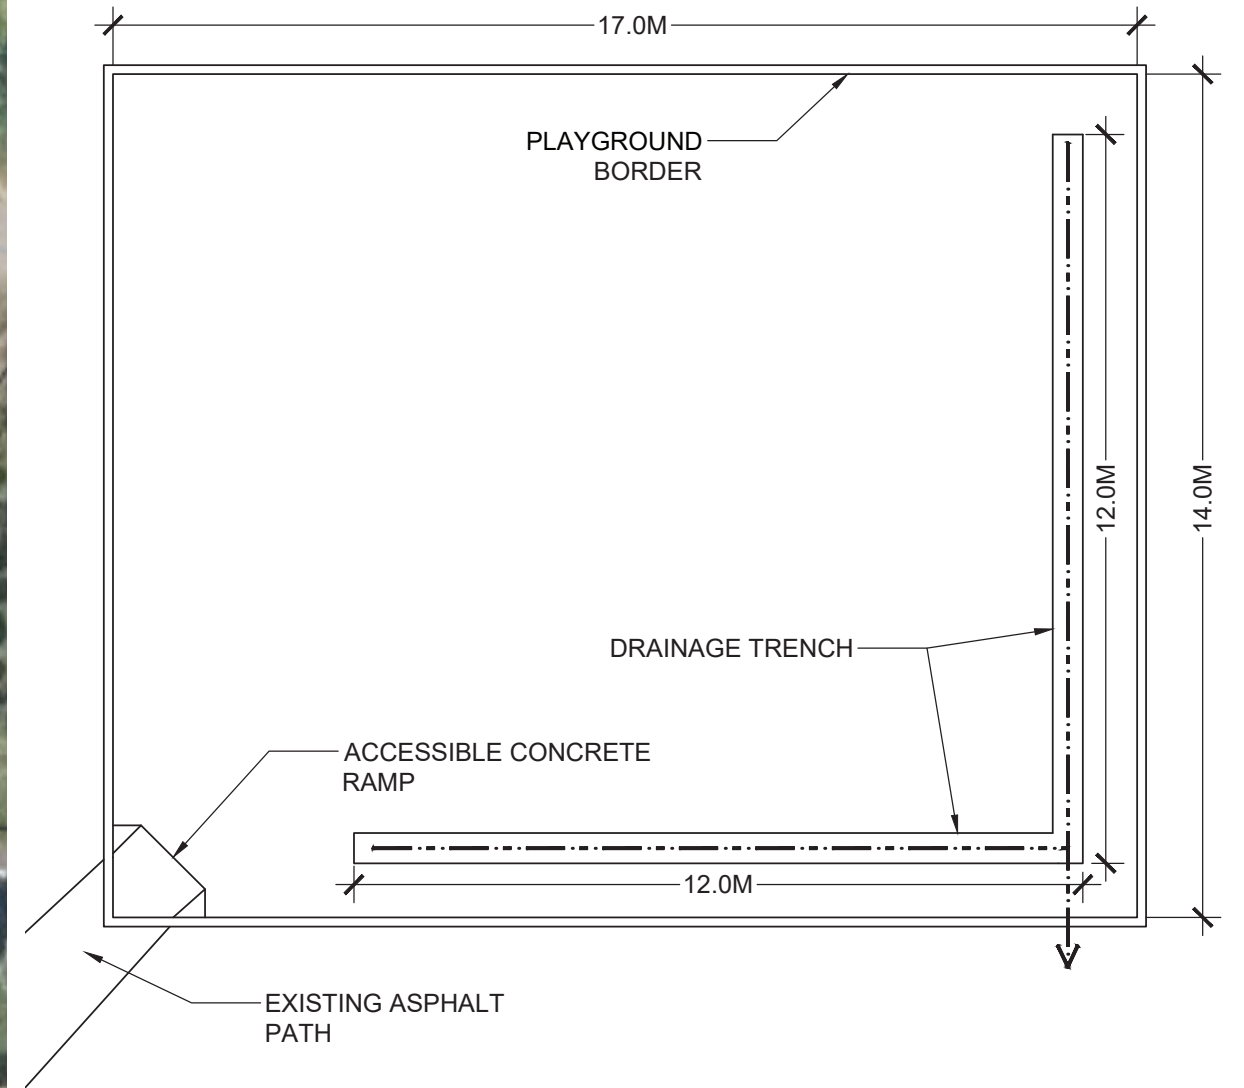 17.0M
PLAYGROUND
BORDER
12.0M
14.0M
DRAINAGE TRENCH
ACCESSIBLE CONCRETE
RAMP
12.0M
EXISTING ASPHALT
PATH